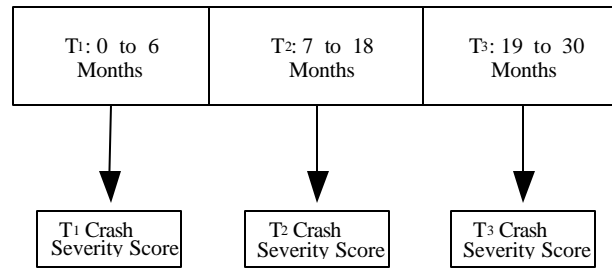 T1: 0 to 6
Months
T2: 7 to 18
Months
T3: 19 to 30
Months
T1 Crash
Severity Score
T2 Crash
Severity Score
T3 Crash
Severity Score